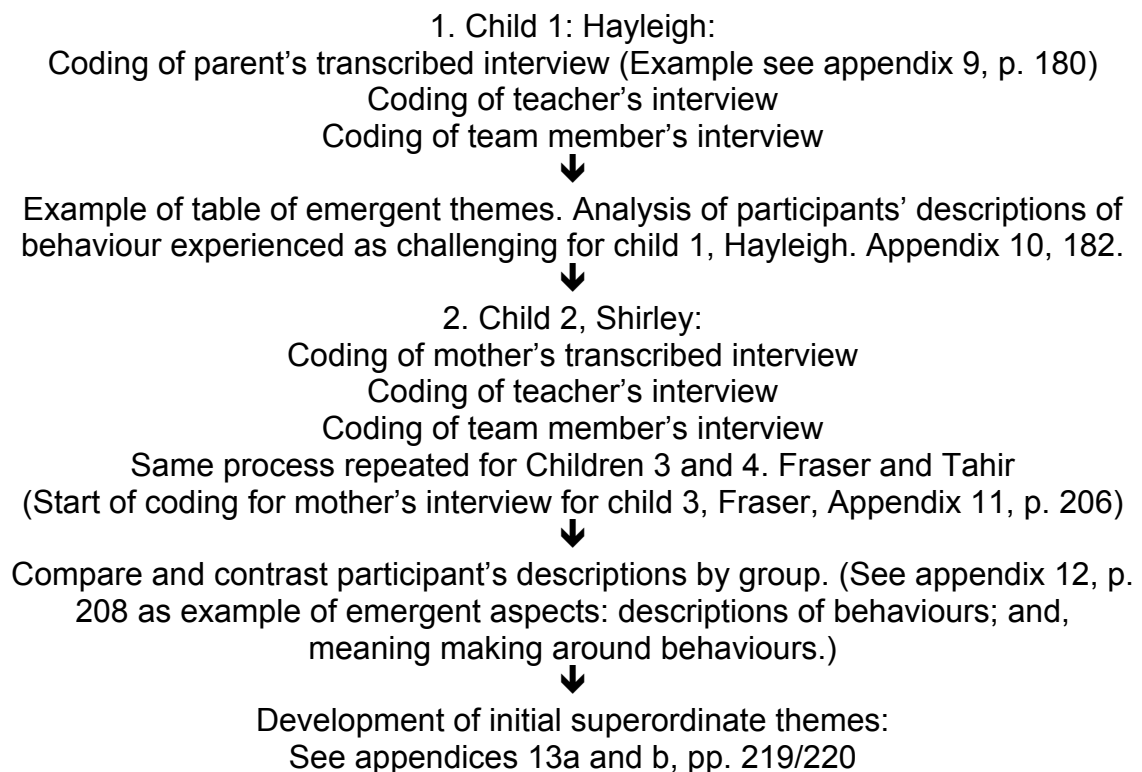 1. Child 1: Hayleigh:
Coding of parent’s transcribed interview (Example see appendix 9, p. 180)
Coding of teacher’s interview
Coding of team member’s interview
Example of table of emergent themes. Analysis of participants’ descriptions of
behaviour experienced as challenging for child 1, Hayleigh. Appendix 10, 182.
2. Child 2, Shirley:
Coding of mother’s transcribed interview
Coding of teacher’s interview
Coding of team member’s interview
Same process repeated for Children 3 and 4. Fraser and Tahir
(Start of coding for mother’s interview for child 3, Fraser, Appendix 11, p. 206)
Compare and contrast participant’s descriptions by group. (See appendix 12, p.
208 as example of emergent aspects: descriptions of behaviours; and,
meaning making around behaviours.)
Development of initial superordinate themes:
See appendices 13a and b, pp. 219/220